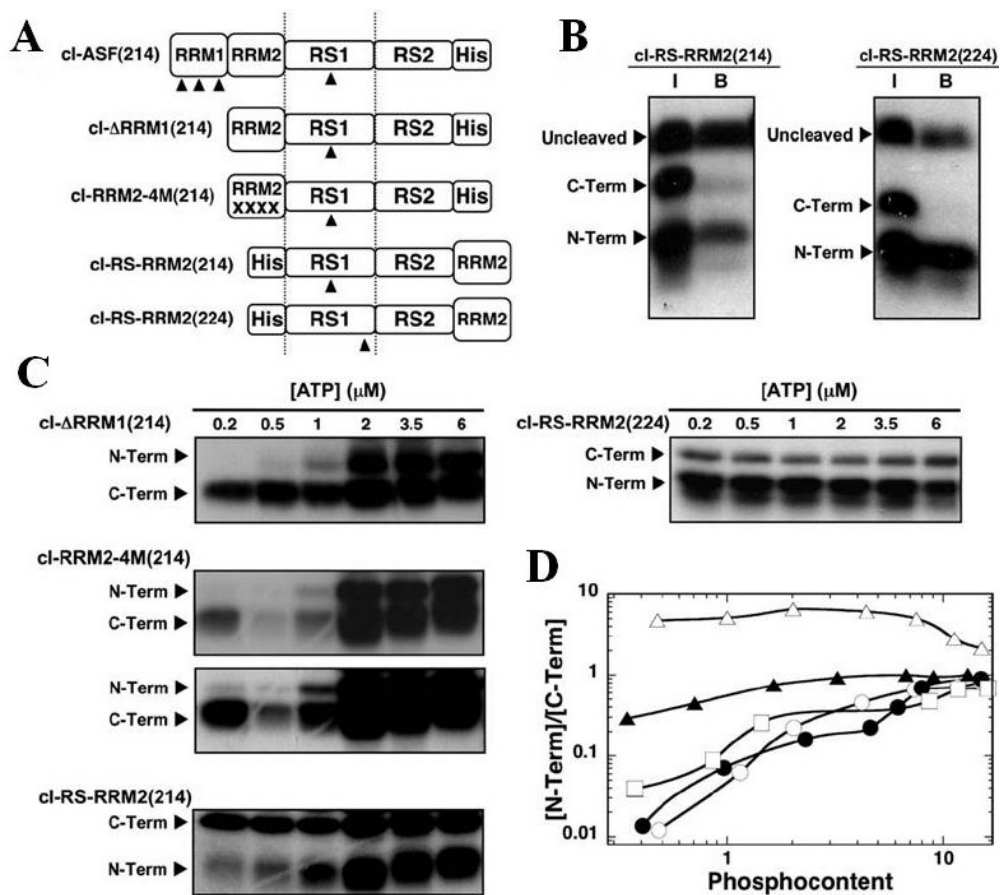 A
cl-ASF(214) RRM1 RRM2 RS1 RS2 His
cl-ΔRRM1(214) RRM2 RS1 RS2 His
cl-RRM2-4M(214) RRM2 XXXX RS1 RS2 His
cl-RS-RRM2(214) His RS1 RS2 RRM2
cl-RS-RRM2(224) His RS1 RS2 RRM2
B
cl-RS-RRM2(214)
I B
Uncleaved
C-Term
N-Term
cl-RS-RRM2(224)
I B
Uncleaved
C-Term
N-Term
C
[ATP] (μM)
cl-ΔRRM1(214) 0.2 0.5 1 2 3.5 6
N-Term
C-Term
cl-RRM2-4M(214)
N-Term
C-Term
N-Term
C-Term
cl-RS-RRM2(214)
C-Term
N-Term
[ATP] (μM)
cl-RS-RRM2(224) 0.2 0.5 1 2 3.5 6
C-Term
N-Term
D
[N-Term]/[C-Term]
10
1
0.1
0.01
1 10
Phosphocontent